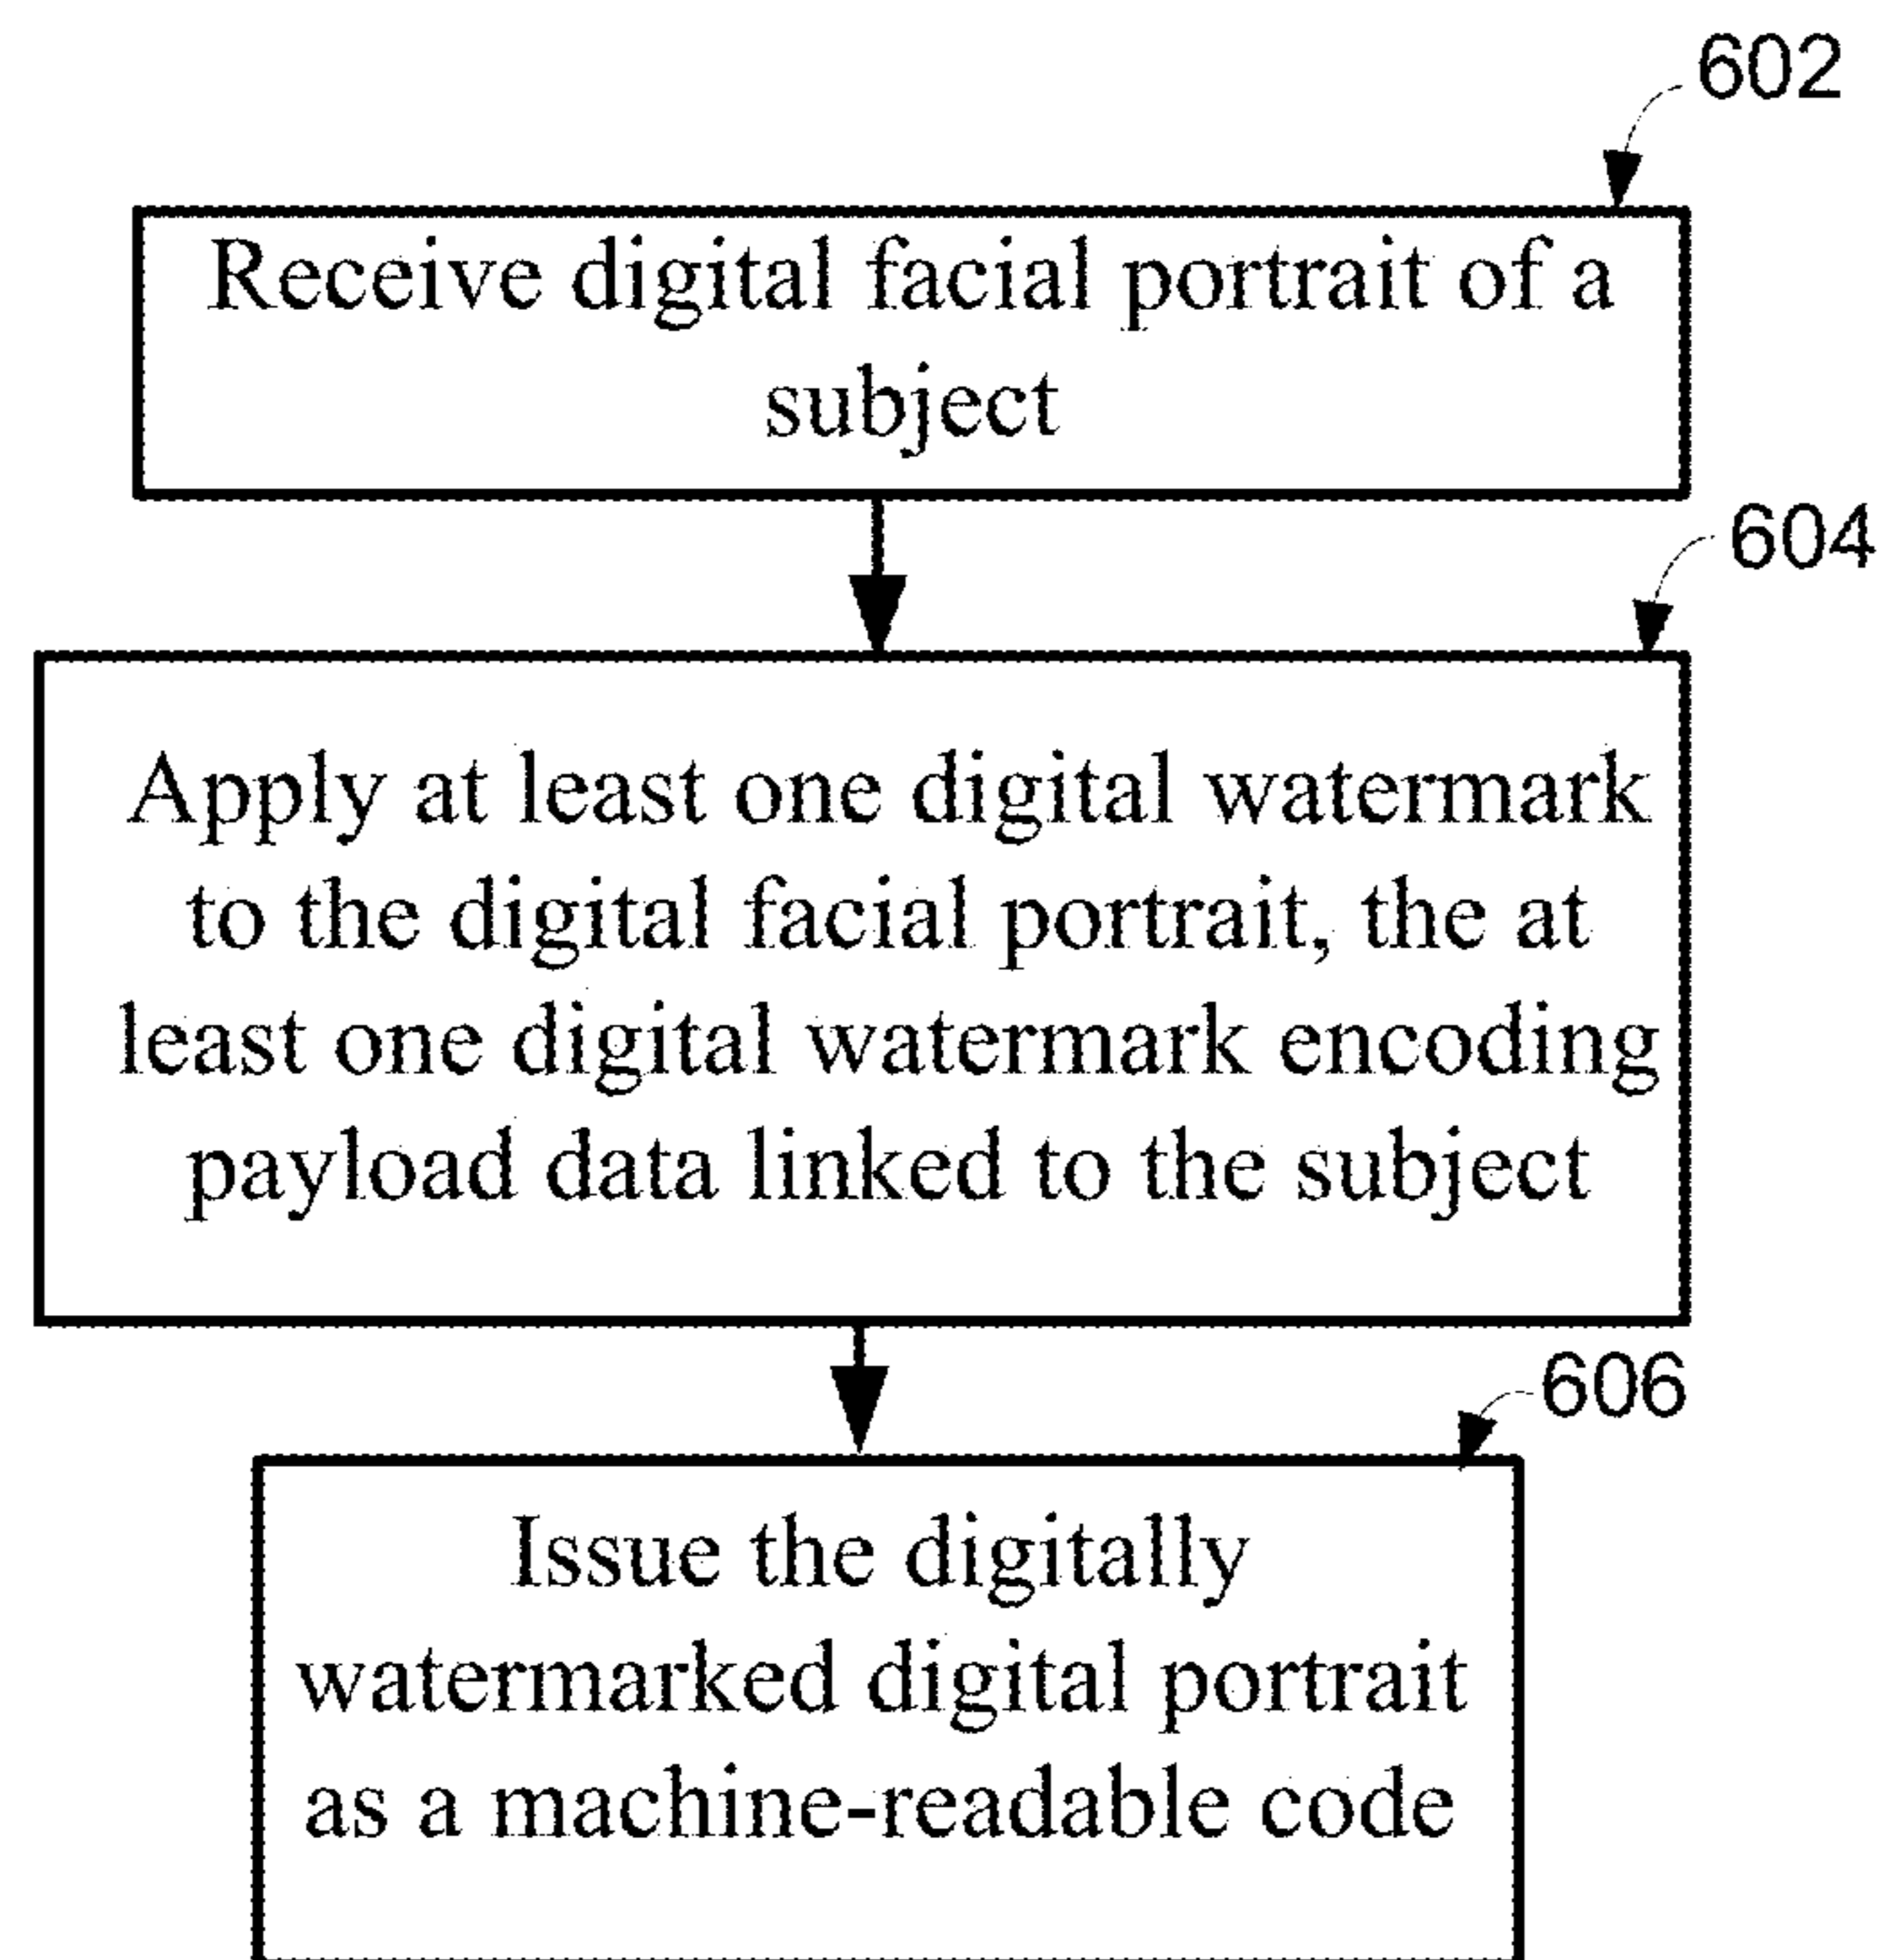 602
Receive digital facial portrait of a
subject
604
Apply at least one digital watermark
to the digital facial portrait, the at
least one digital watermark encoding
payload data linked to the subject
606
Issue the digitally
watermarked digital portrait
as a machine-readable code